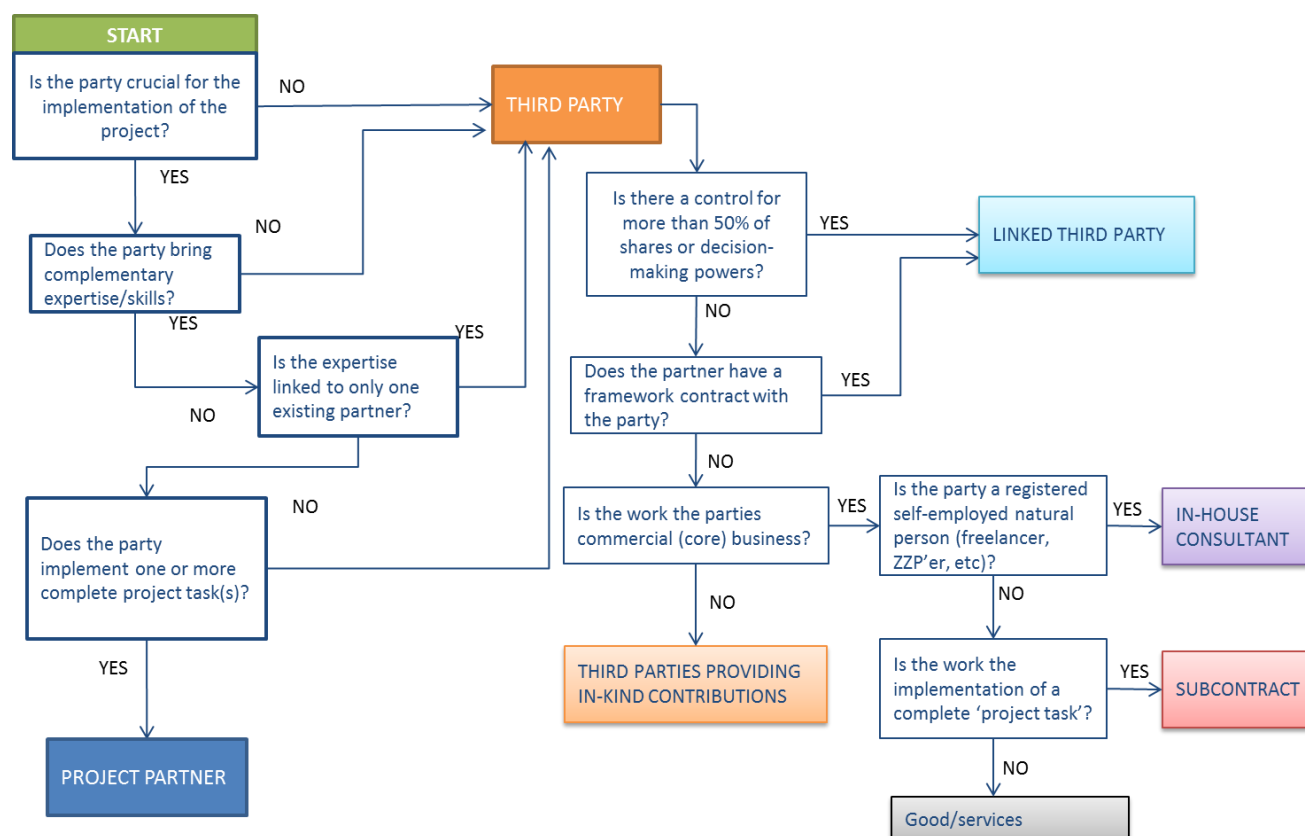 START
Is the party crucial for the
implementation of the
project?
NO
THIRD PARTY
YES
NO
Does the party bring
complementary
expertise/skills?
YES
YES
Is the expertise
linked to only one
existing partner?
NO
NO
Does the party
implement one or more
complete project task(s)?
YES
PROJECT PARTNER
Is there a control for
more than 50% of
shares or decision-
making powers?
YES
LINKED THIRD PARTY
NO
Does the partner have a
framework contract with
the party?
YES
NO
Is the work the parties
commercial (core) business?
YES
Is the party a registered
self-employed natural
person (freelancer,
ZZP’er, etc)?
YES
IN-HOUSE
CONSULTANT
NO
NO
THIRD PARTIES PROVIDING
IN-KIND CONTRIBUTIONS
Is the work the
implementation of a
complete ‘project task’?
YES
SUBCONTRACT
NO
Good/services